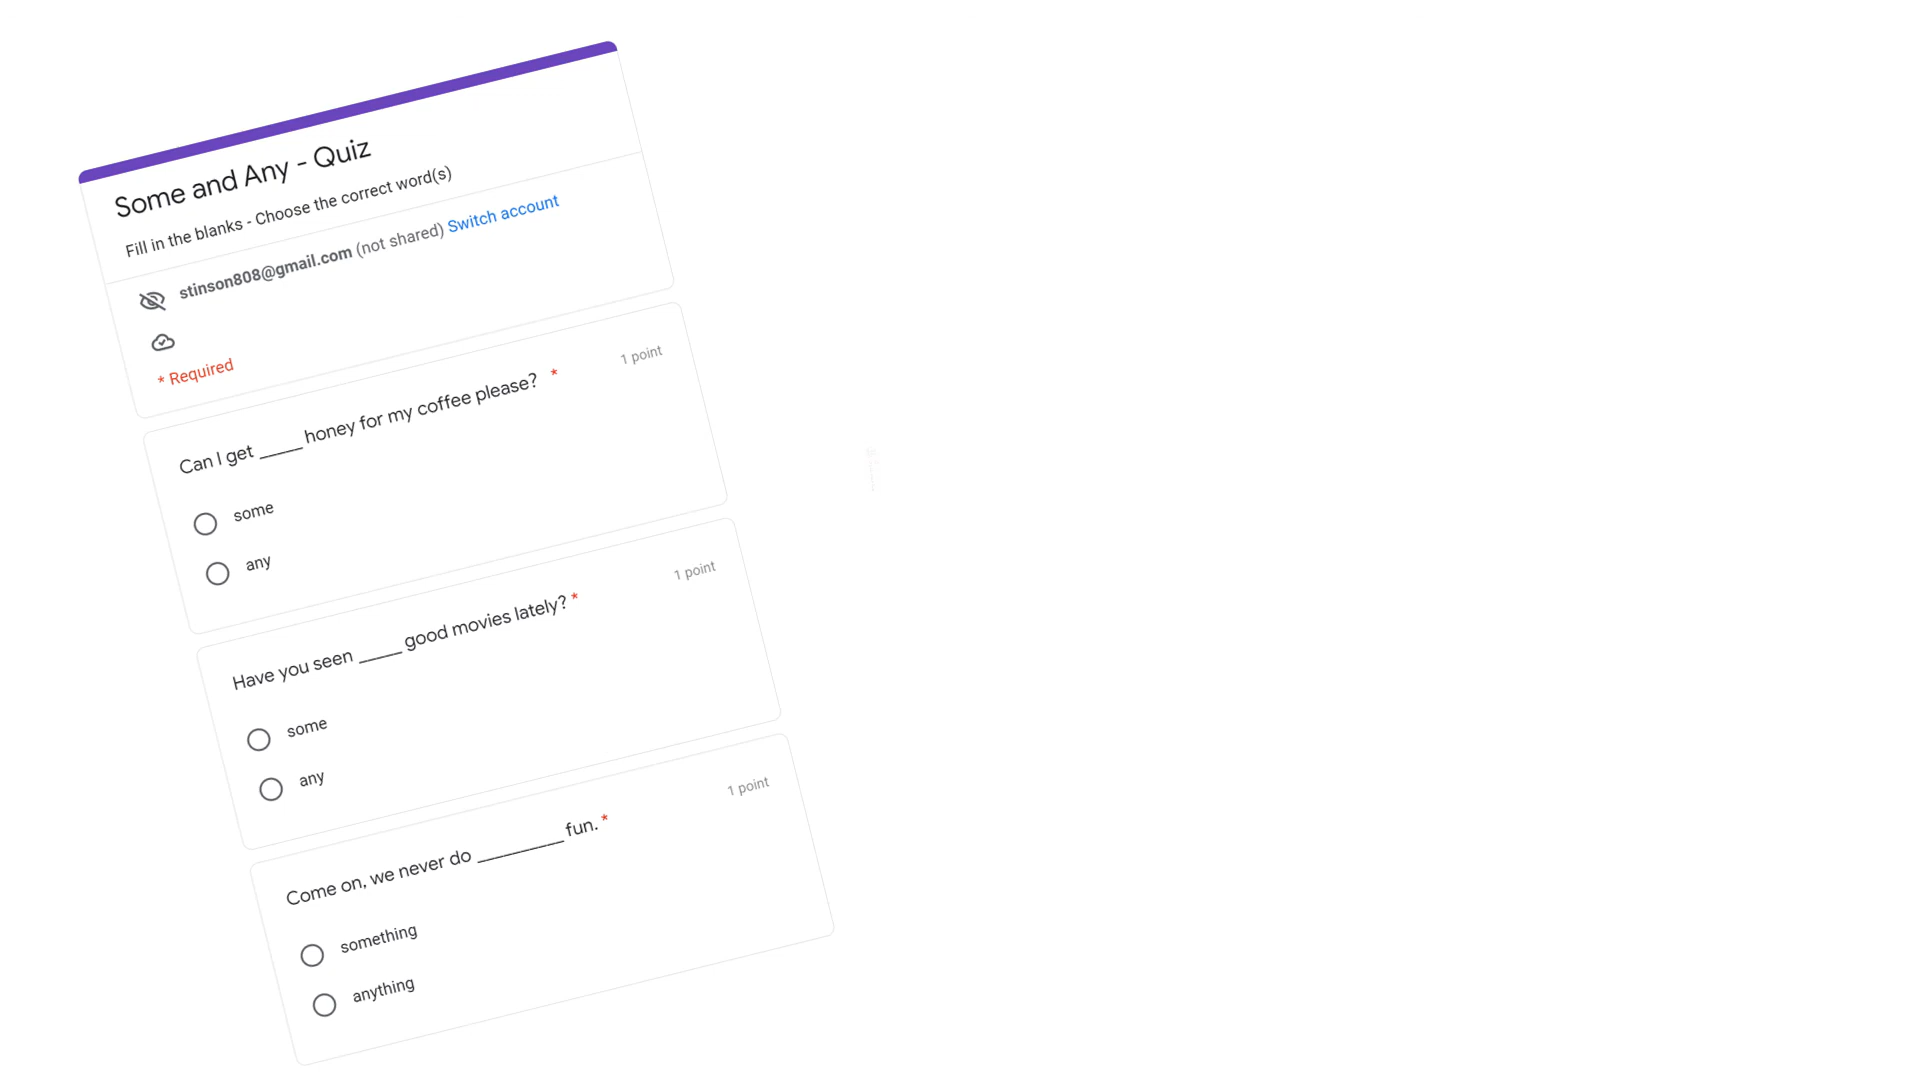 Some and Any - Quiz
Fill in the blanks - Choose the correct word(s)
stinson808@gmail.com (not shared) Switch account
* Required
Can I get _____ honey for my coffee please? *
1 point
some
any
Have you seen _____ good movies lately? *
1 point
some
any
Come on, we never do __________ fun. *
1 point
something
anything